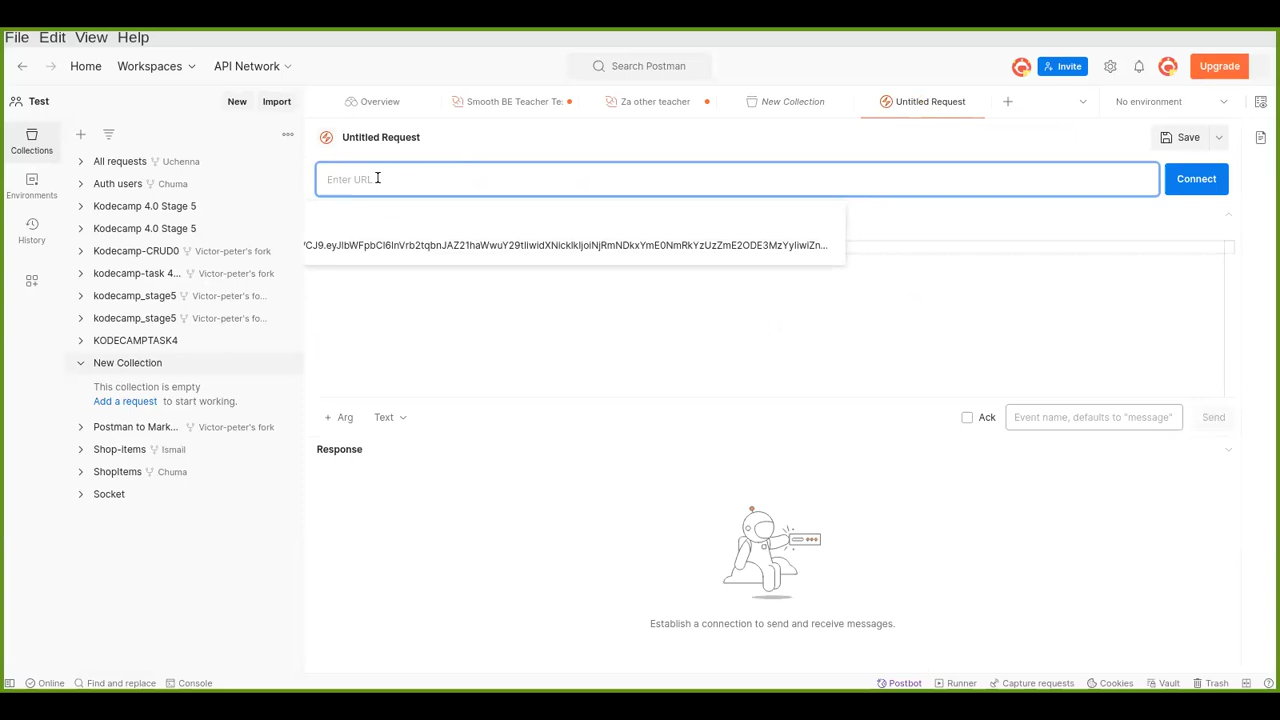 File Edit View Help
Home Workspaces API Network Search Postman Invite Upgrade
Test New Import Overview Smooth BE Teacher Te: Za other teacher New Collection Untitled Request No environment
Collections
Environments
History
All requests Uchenna
Auth users Chuma
Kodecamp 4.0 Stage 5
Kodecamp 4.0 Stage 5
Kodecamp-CRUD0 Victor-peter's fork
kodecamp-task 4... Victor-peter's fork
kodecamp_stage5 Victor-peter's fo...
kodecamp_stage5 Victor-peter's fo...
KODECAMPTASK4
New Collection
This collection is empty
Add a request to start working.
Postman to Mark... Victor-peter's fork
Shop-items Ismail
ShopItems Chuma
Socket
Untitled Request Save
Enter URL Connect
+ Arg Text Ack Event name, defaults to "message" Send
Response
Establish a connection to send and receive messages.
Online Find and replace Console Postbot Runner Capture requests Cookies Vault Trash